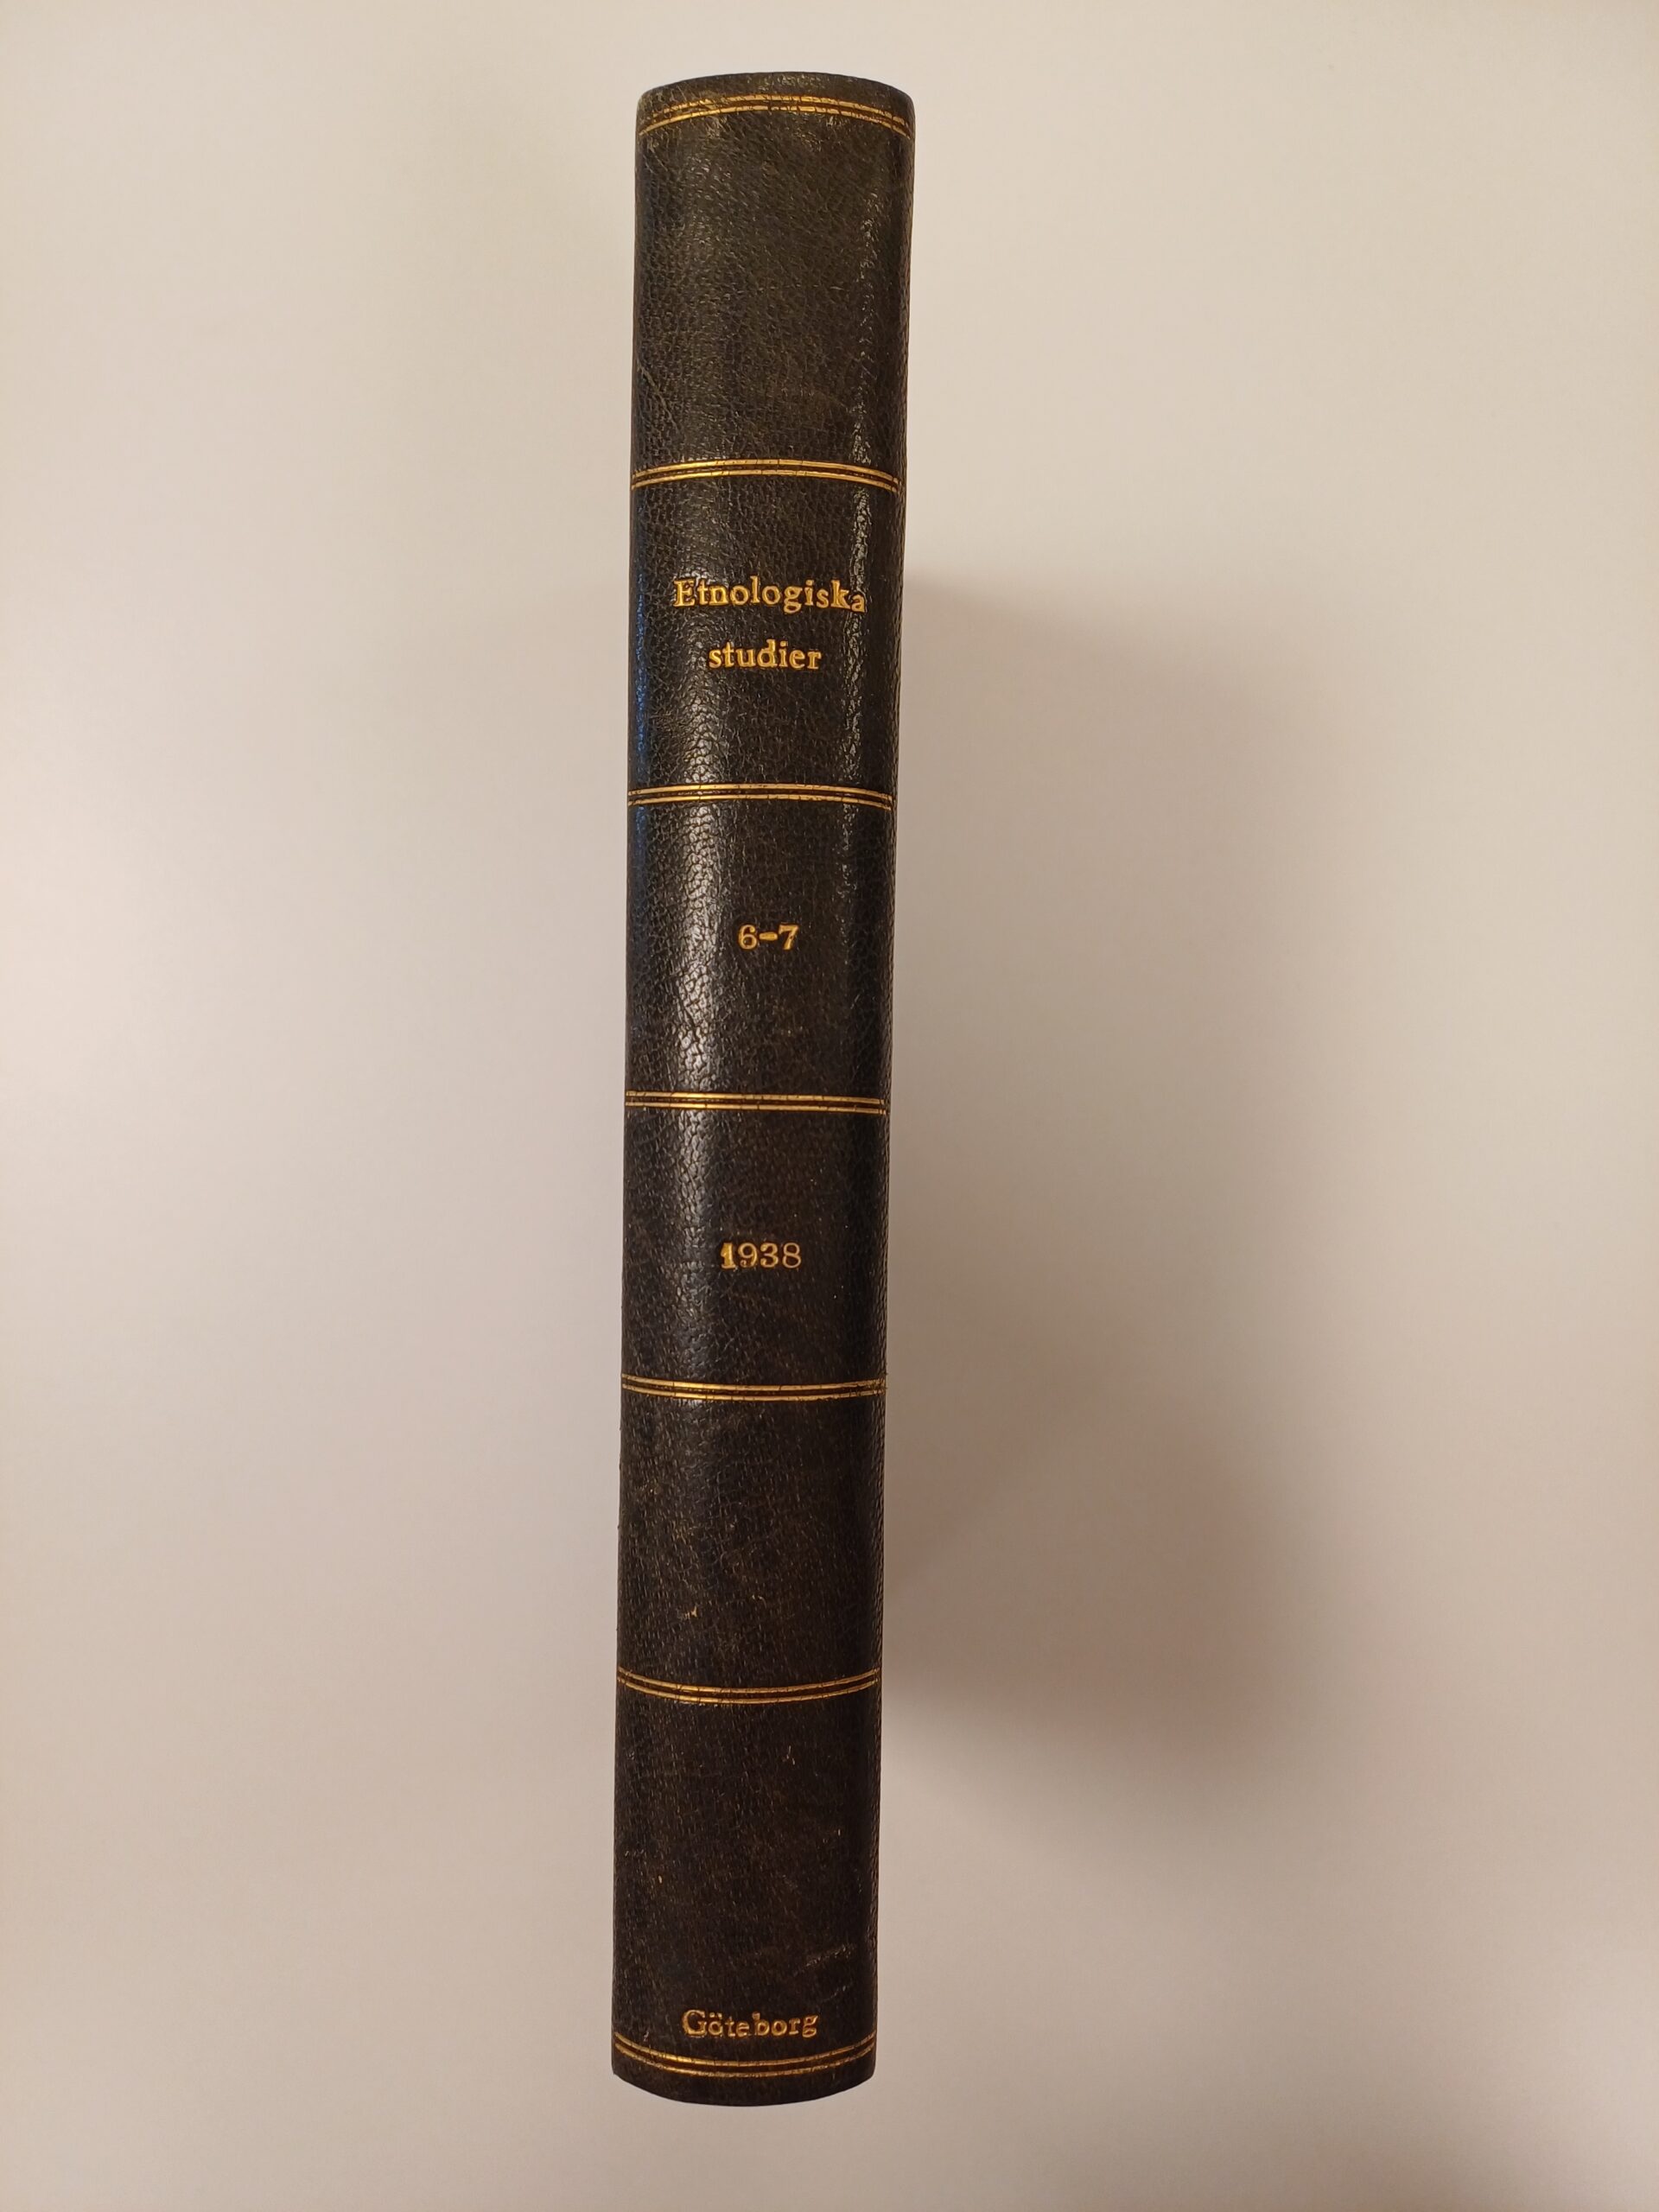 Etnologiska
studier
6-7
1938
Göteborg